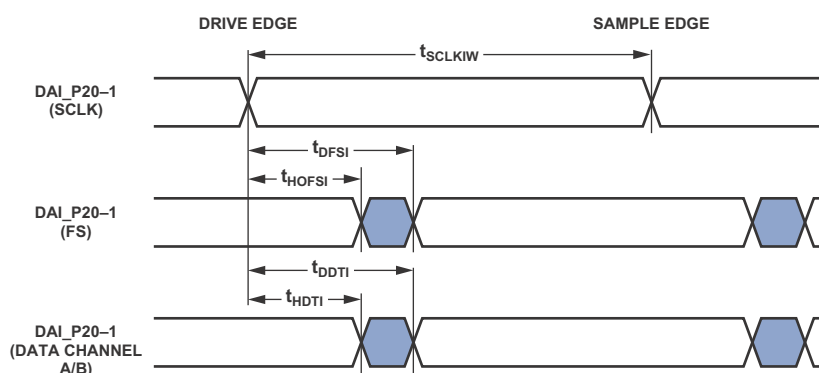 DRIVE EDGE
SAMPLE EDGE
tSCLKIW
DAI_P20–1
(SCLK)
tDFSI
tHOFSI
DAI_P20–1
(FS)
tDDTI
tHDTI
DAI_P20–1
(DATA CHANNEL
A/B)